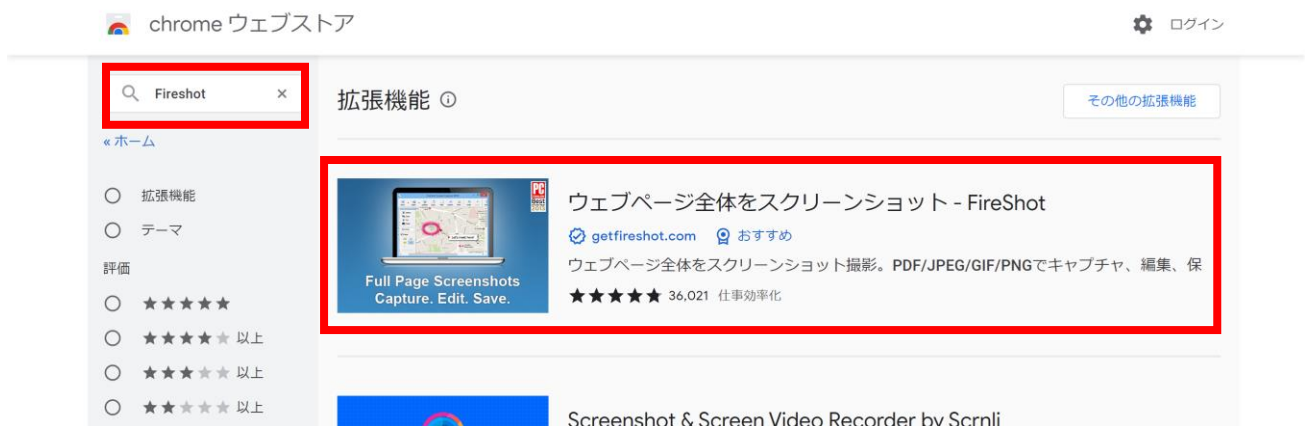 chrome ウェブストア
ログイン
Fireshot ×
«ホーム
拡張機能
テーマ
評価
★★★★★
★★★★★ 以上
★★★★★ 以上
★★★★★ 以上
拡張機能
その他の拡張機能
Full Page Screenshots
Capture. Edit. Save.
ウェブページ全体をスクリーンショット - FireShot
getfireshot.com おすすめ
ウェブページ全体をスクリーンショット撮影。PDF/JPEG/GIF/PNGでキャプチャ、編集、保
★★★★★ 36,021 仕事効率化
Screenshot & Screen Video Recorder by Scrnli